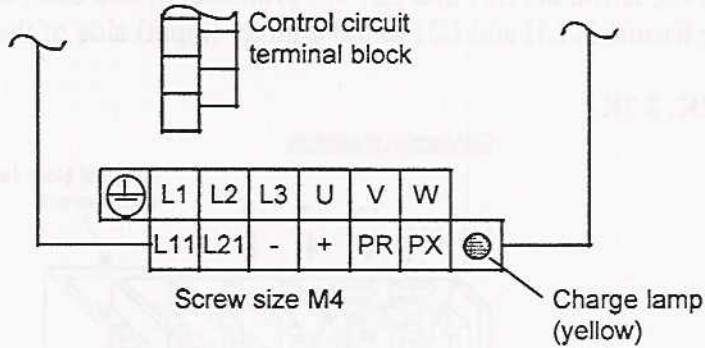 Control circuit
terminal block
L1 L2 L3 U V W
L11 L21 - + PR PX
Screw size M4
Charge lamp
(yellow)